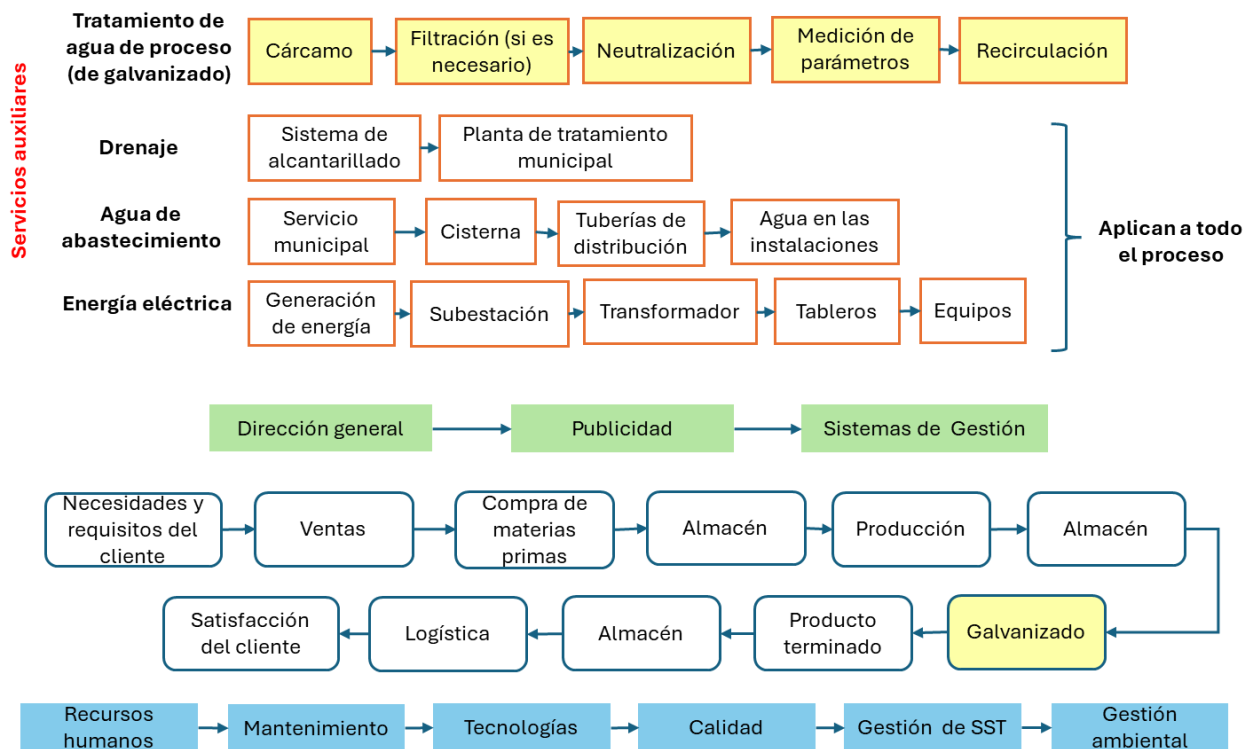 Servicios auxiliares
Tratamiento de
agua de proceso
(de galvanizado)
Cárcamo
Filtración (si es
necesario)
Neutralización
Medición de
parámetros
Recirculación
Drenaje
Sistema de
alcantarillado
Planta de tratamiento
municipal
Agua de
abastecimiento
Servicio
municipal
Cisterna
Tuberías de
distribución
Agua en las
instalaciones
Energía eléctrica
Generación
de energía
Subestación
Transformador
Tableros
Equipos
Aplican a todo
el proceso
Dirección general
Publicidad
Sistemas de Gestión
Necesidades y
requisitos del
cliente
Ventas
Compra de
materias
primas
Almacén
Producción
Almacén
Satisfacción
del cliente
Logística
Almacén
Producto
terminado
Galvanizado
Recursos
humanos
Mantenimiento
Tecnologías
Calidad
Gestión de SST
Gestión
ambiental